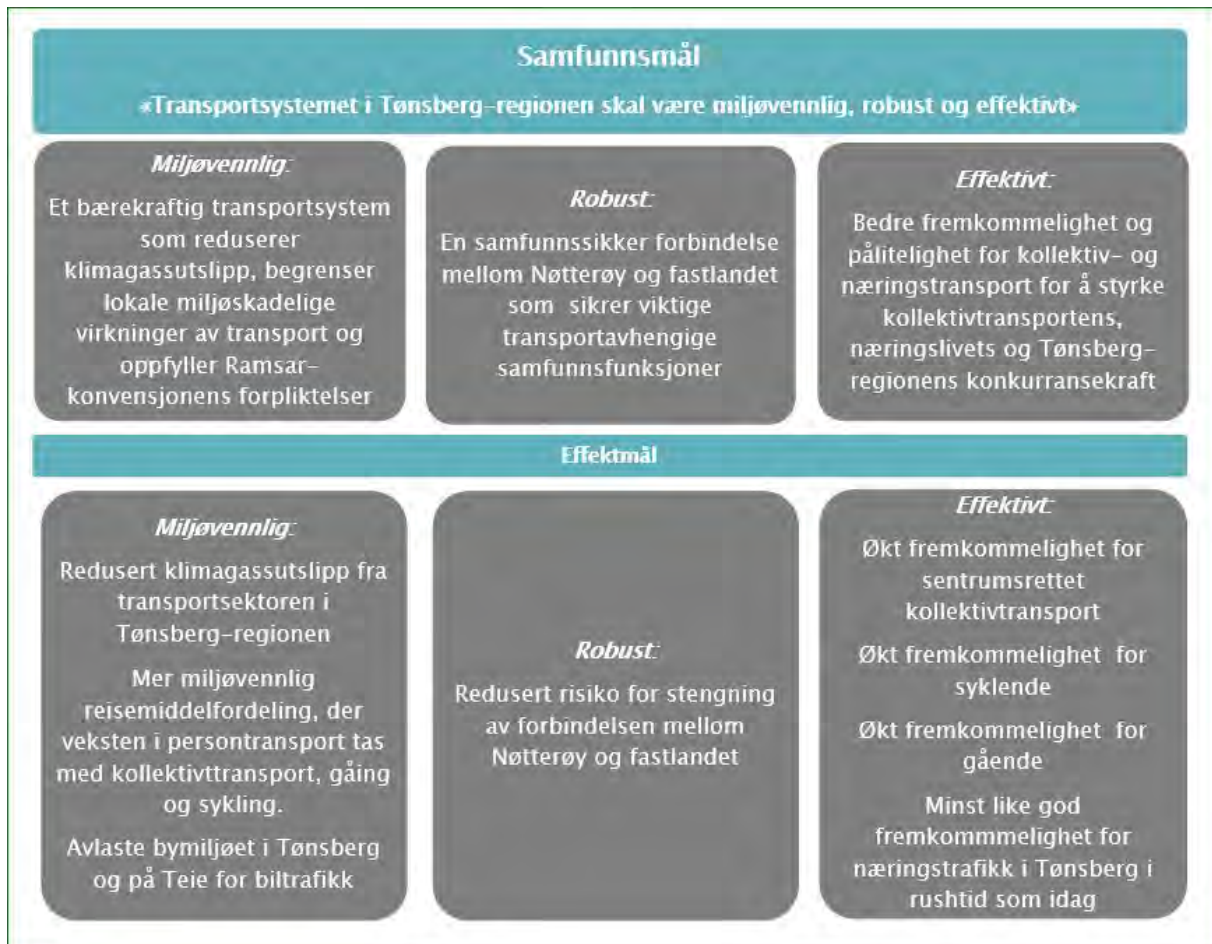 Samfunnsmål
«Transportsystemet i Tønsberg-regionen skal være miljøvennlig, robust og effektivt»
Miljøvennlig:
Et bærekraftig transportsystem
som reduserer
klimagassutslipp, begrenser
lokale miljøskadelige
virkninger av transport og
oppfyller Ramsar-
konvensjonens forpliktelser
Robust:
En samfunnssikker forbindelse
mellom Nøtterøy og fastlandet
som sikrer viktige
transportavhengige
samfunnsfunksjoner
Effektivt:
Bedre fremkommelighet og
pålitelighet for kollektiv- og
næringstransport for å styrke
kollektivtransportens,
næringslivets og Tønsberg-
regionens konkurransekraft
Effektmål
Miljøvennlig:
Redusert klimagassutslipp fra
transportsektoren i
Tønsberg-regionen
Mer miljøvennlig
reisemiddelfordeling, der
veksten i persontransport tas
med kollektivttransport, gåing
og sykling.
Avlaste bymiljøet i Tønsberg
og på Teie for biltrafikk
Robust:
Redusert risiko for stengning
av forbindelsen mellom
Nøtterøy og fastlandet
Effektivt:
Økt fremkommelighet for
sentrumsrettet
kollektivtransport
Økt fremkommelighet for
syklende
Økt fremkommelighet for
gående
Minst like god
fremkommmelighet for
næringstrafikk i Tønsberg i
rushtid som idag